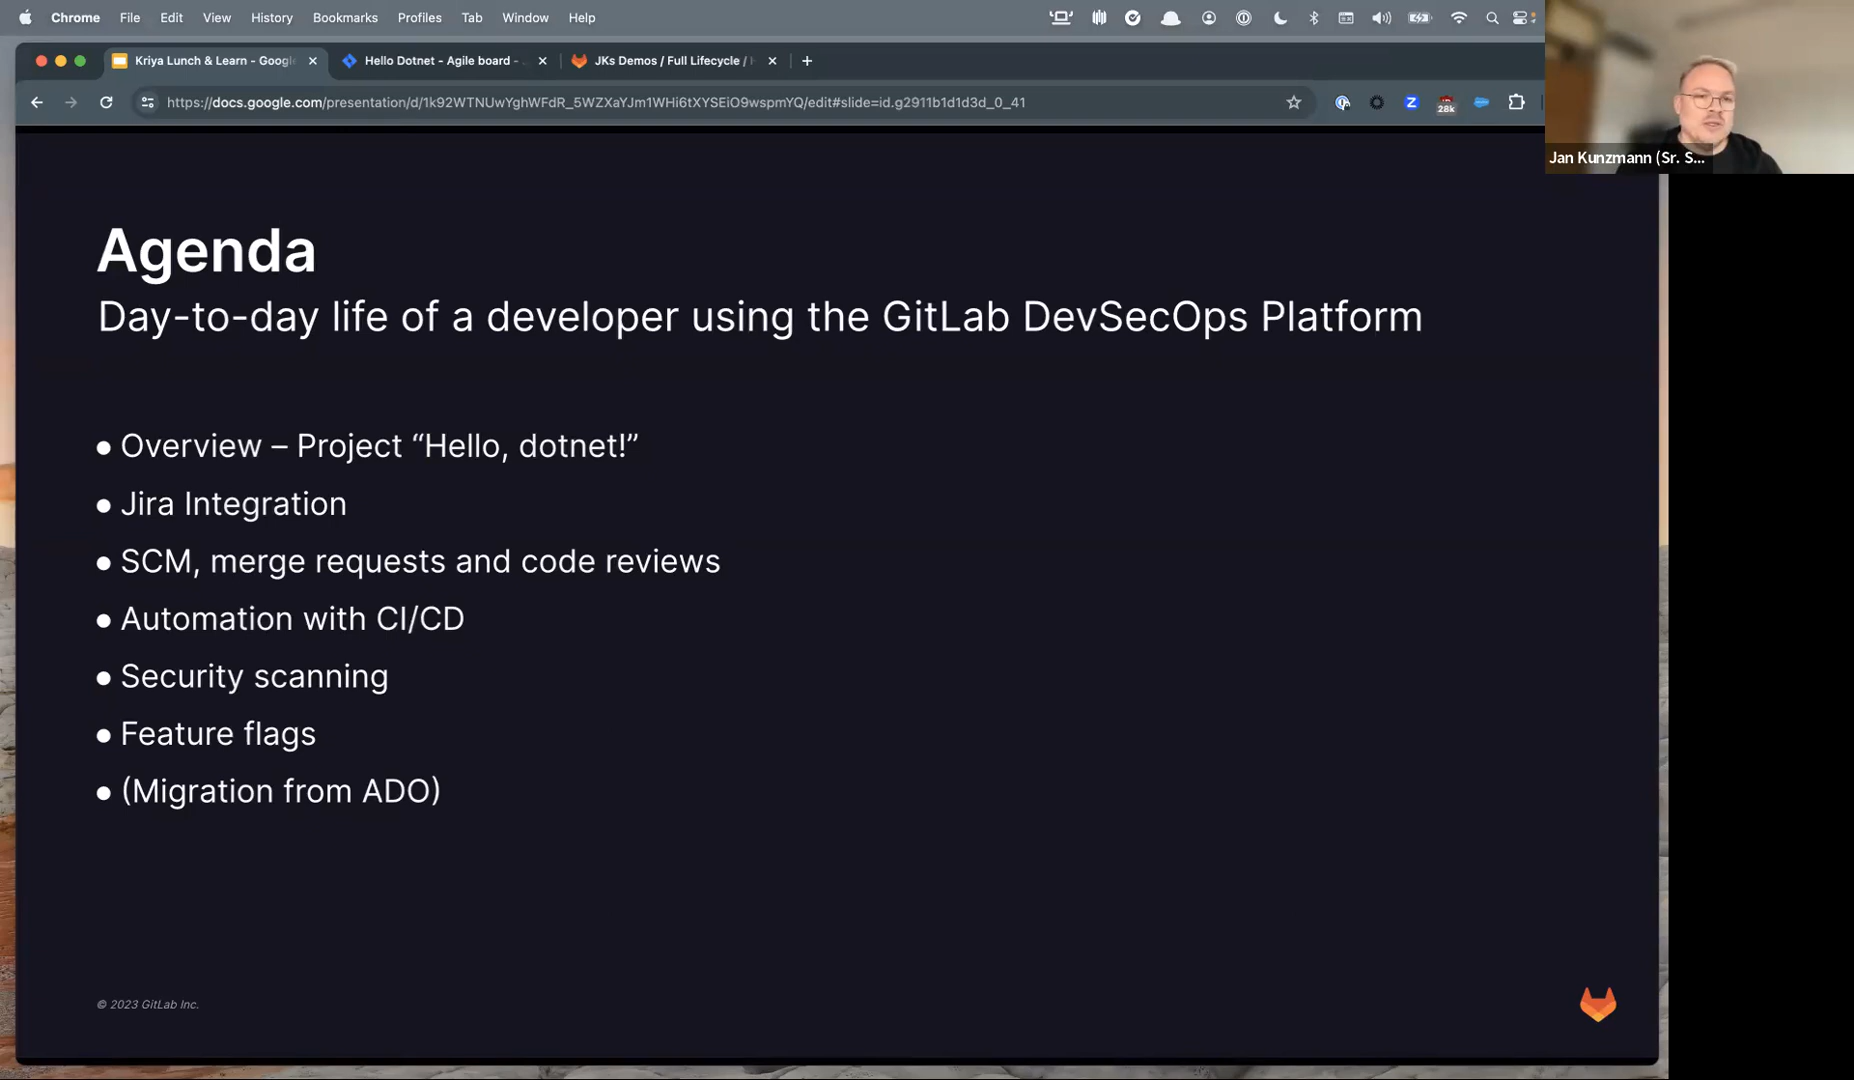 Chrome File Edit View History Bookmarks Profiles Tab Window Help
Kriya Lunch & Learn - Google
Hello Dotnet - Agile board -
JKs Demos / Full Lifecycle /
https://docs.google.com/presentation/d/1k92WTNUwYghWFdR_5WZXaYJm1WHi6tXYSEiO9wspmYQ/edit#slide=id.g2911b1d1d3d_0_41
Z
28k
Jan Kunzmann (Sr. S...
Agenda
Day-to-day life of a developer using the GitLab DevSecOps Platform
● Overview – Project “Hello, dotnet!”
● Jira Integration
● SCM, merge requests and code reviews
● Automation with CI/CD
● Security scanning
● Feature flags
● (Migration from ADO)
© 2023 GitLab Inc.